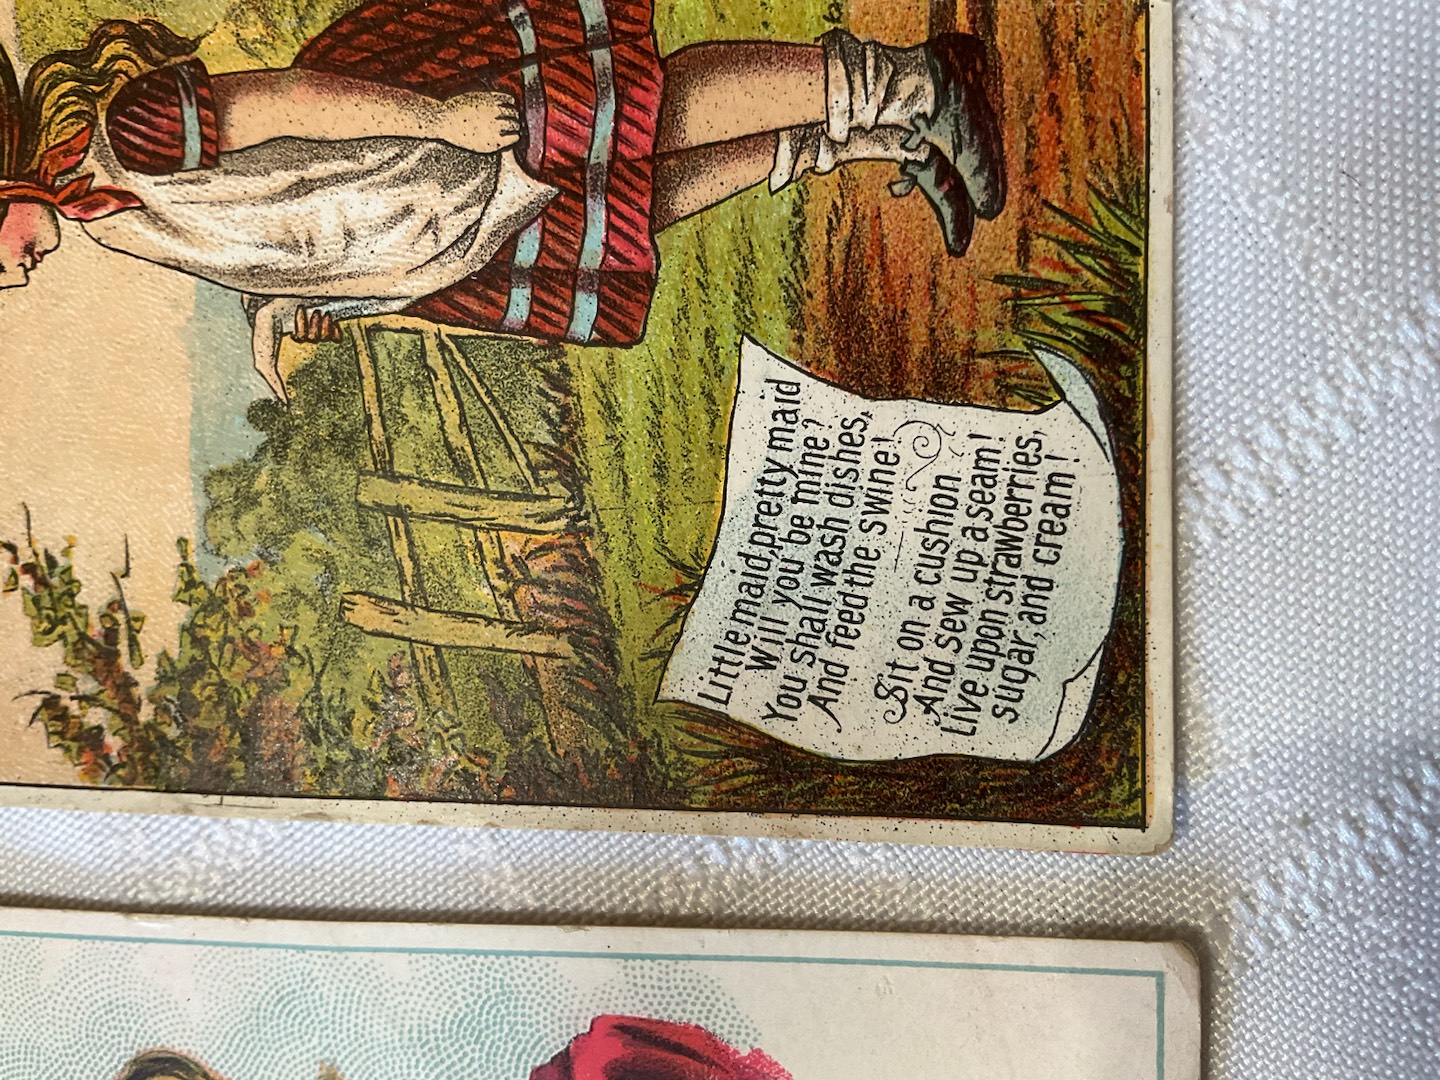 Little maid, pretty maid
Will you be mine?
You shall wash dishes,
And feed the swine!
Sit on a cushion
And sew up a seam!
Live upon strawberries,
sugar, and cream!